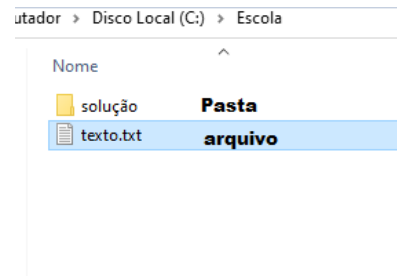 utador > Disco Local (C:) > Escola
Nome
solução Pasta
texto.txt arquivo